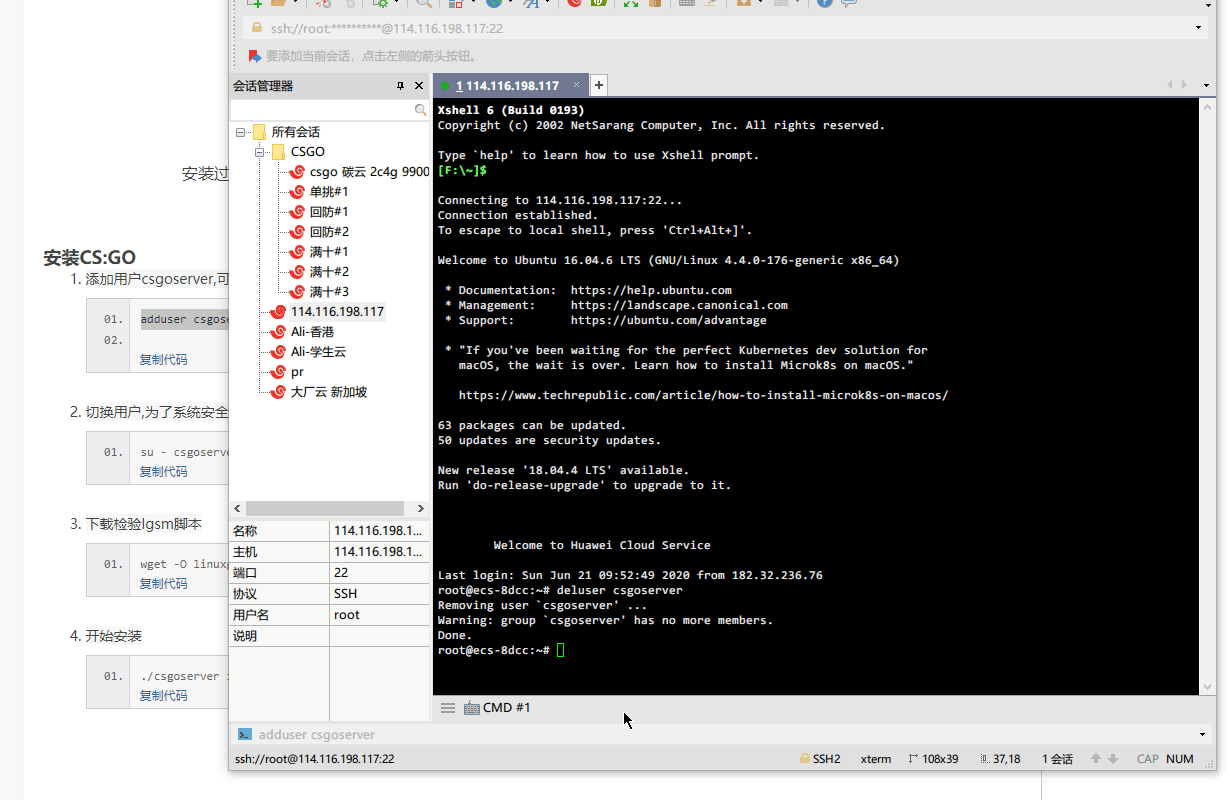 ssh://root:**********@114.116.198.117:22
要添加当前会话，点击左侧的箭头按钮。
会话管理器
1 114.116.198.117
所有会话
CSGO
csgo 碳云 2c4g 9900
单挑#1
回防#1
回防#2
满十#1
满十#2
满十#3
114.116.198.117
Ali-香港
Ali-学生云
pr
大厂云 新加坡
名称 114.116.198.1...
主机 114.116.198.1...
端口 22
协议 SSH
用户名 root
说明
Xshell 6 (Build 0193)
Copyright (c) 2002 NetSarang Computer, Inc. All rights reserved.
Type `help' to learn how to use Xshell prompt.
[F:\~]$
Connecting to 114.116.198.117:22...
Connection established.
To escape to local shell, press 'Ctrl+Alt+]'.
Welcome to Ubuntu 16.04.6 LTS (GNU/Linux 4.4.0-176-generic x86_64)
* Documentation:  https://help.ubuntu.com
* Management:     https://landscape.canonical.com
* Support:        https://ubuntu.com/advantage
* "If you've been waiting for the perfect Kubernetes dev solution for
macOS, the wait is over. Learn how to install Microk8s on macOS."
https://www.techrepublic.com/article/how-to-install-microk8s-on-macos/
63 packages can be updated.
50 updates are security updates.
New release '18.04.4 LTS' available.
Run 'do-release-upgrade' to upgrade to it.
Welcome to Huawei Cloud Service
Last login: Sun Jun 21 09:52:49 2020 from 182.32.236.76
root@ecs-8dcc:~# deluser csgoserver
Removing user `csgoserver' ...
Warning: group `csgoserver' has no more members.
Done.
root@ecs-8dcc:~#
CMD #1
adduser csgoserver
ssh://root@114.116.198.117:22 SSH2 xterm 108x39 37,18 1 会话 CAP NUM
安装过
安装CS:GO
1. 添加用户csgoserver,可
01. adduser csgose
02.
复制代码
2. 切换用户,为了系统安全
01. su - csgoserve
复制代码
3. 下载检验lgsm脚本
01. wget -O linux
复制代码
4. 开始安装
01. ./csgoserver
复制代码